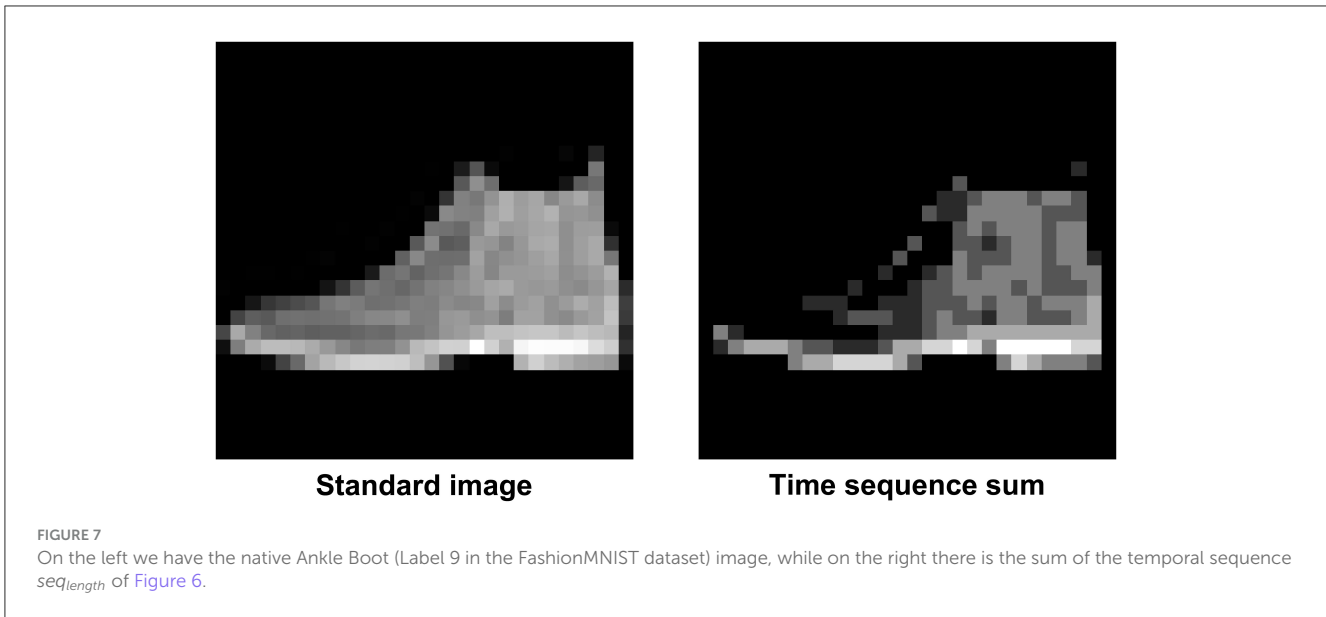 Standard image
Time sequence sum
FIGURE 7
On the left we have the native Ankle Boot (Label 9 in the FashionMNIST dataset) image, while on the right there is the sum of the temporal sequence
seqlength of Figure 6.